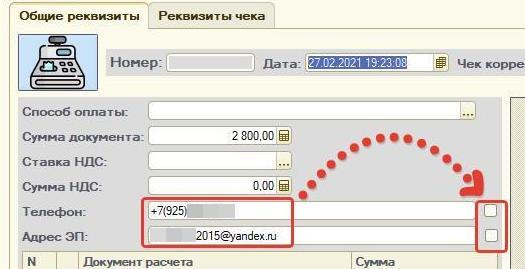 Общие реквизиты Реквизиты чека
Номер: Дата: 27.02.2021 19:23:08 Чек корре
Способ оплаты: ...
Сумма документа: 2 800,00
Ставка НДС: ...
Сумма НДС: 0,00
Телефон: +7(925)
Адрес ЭП: 2015@yandex.ru
N Документ расчета Сумма